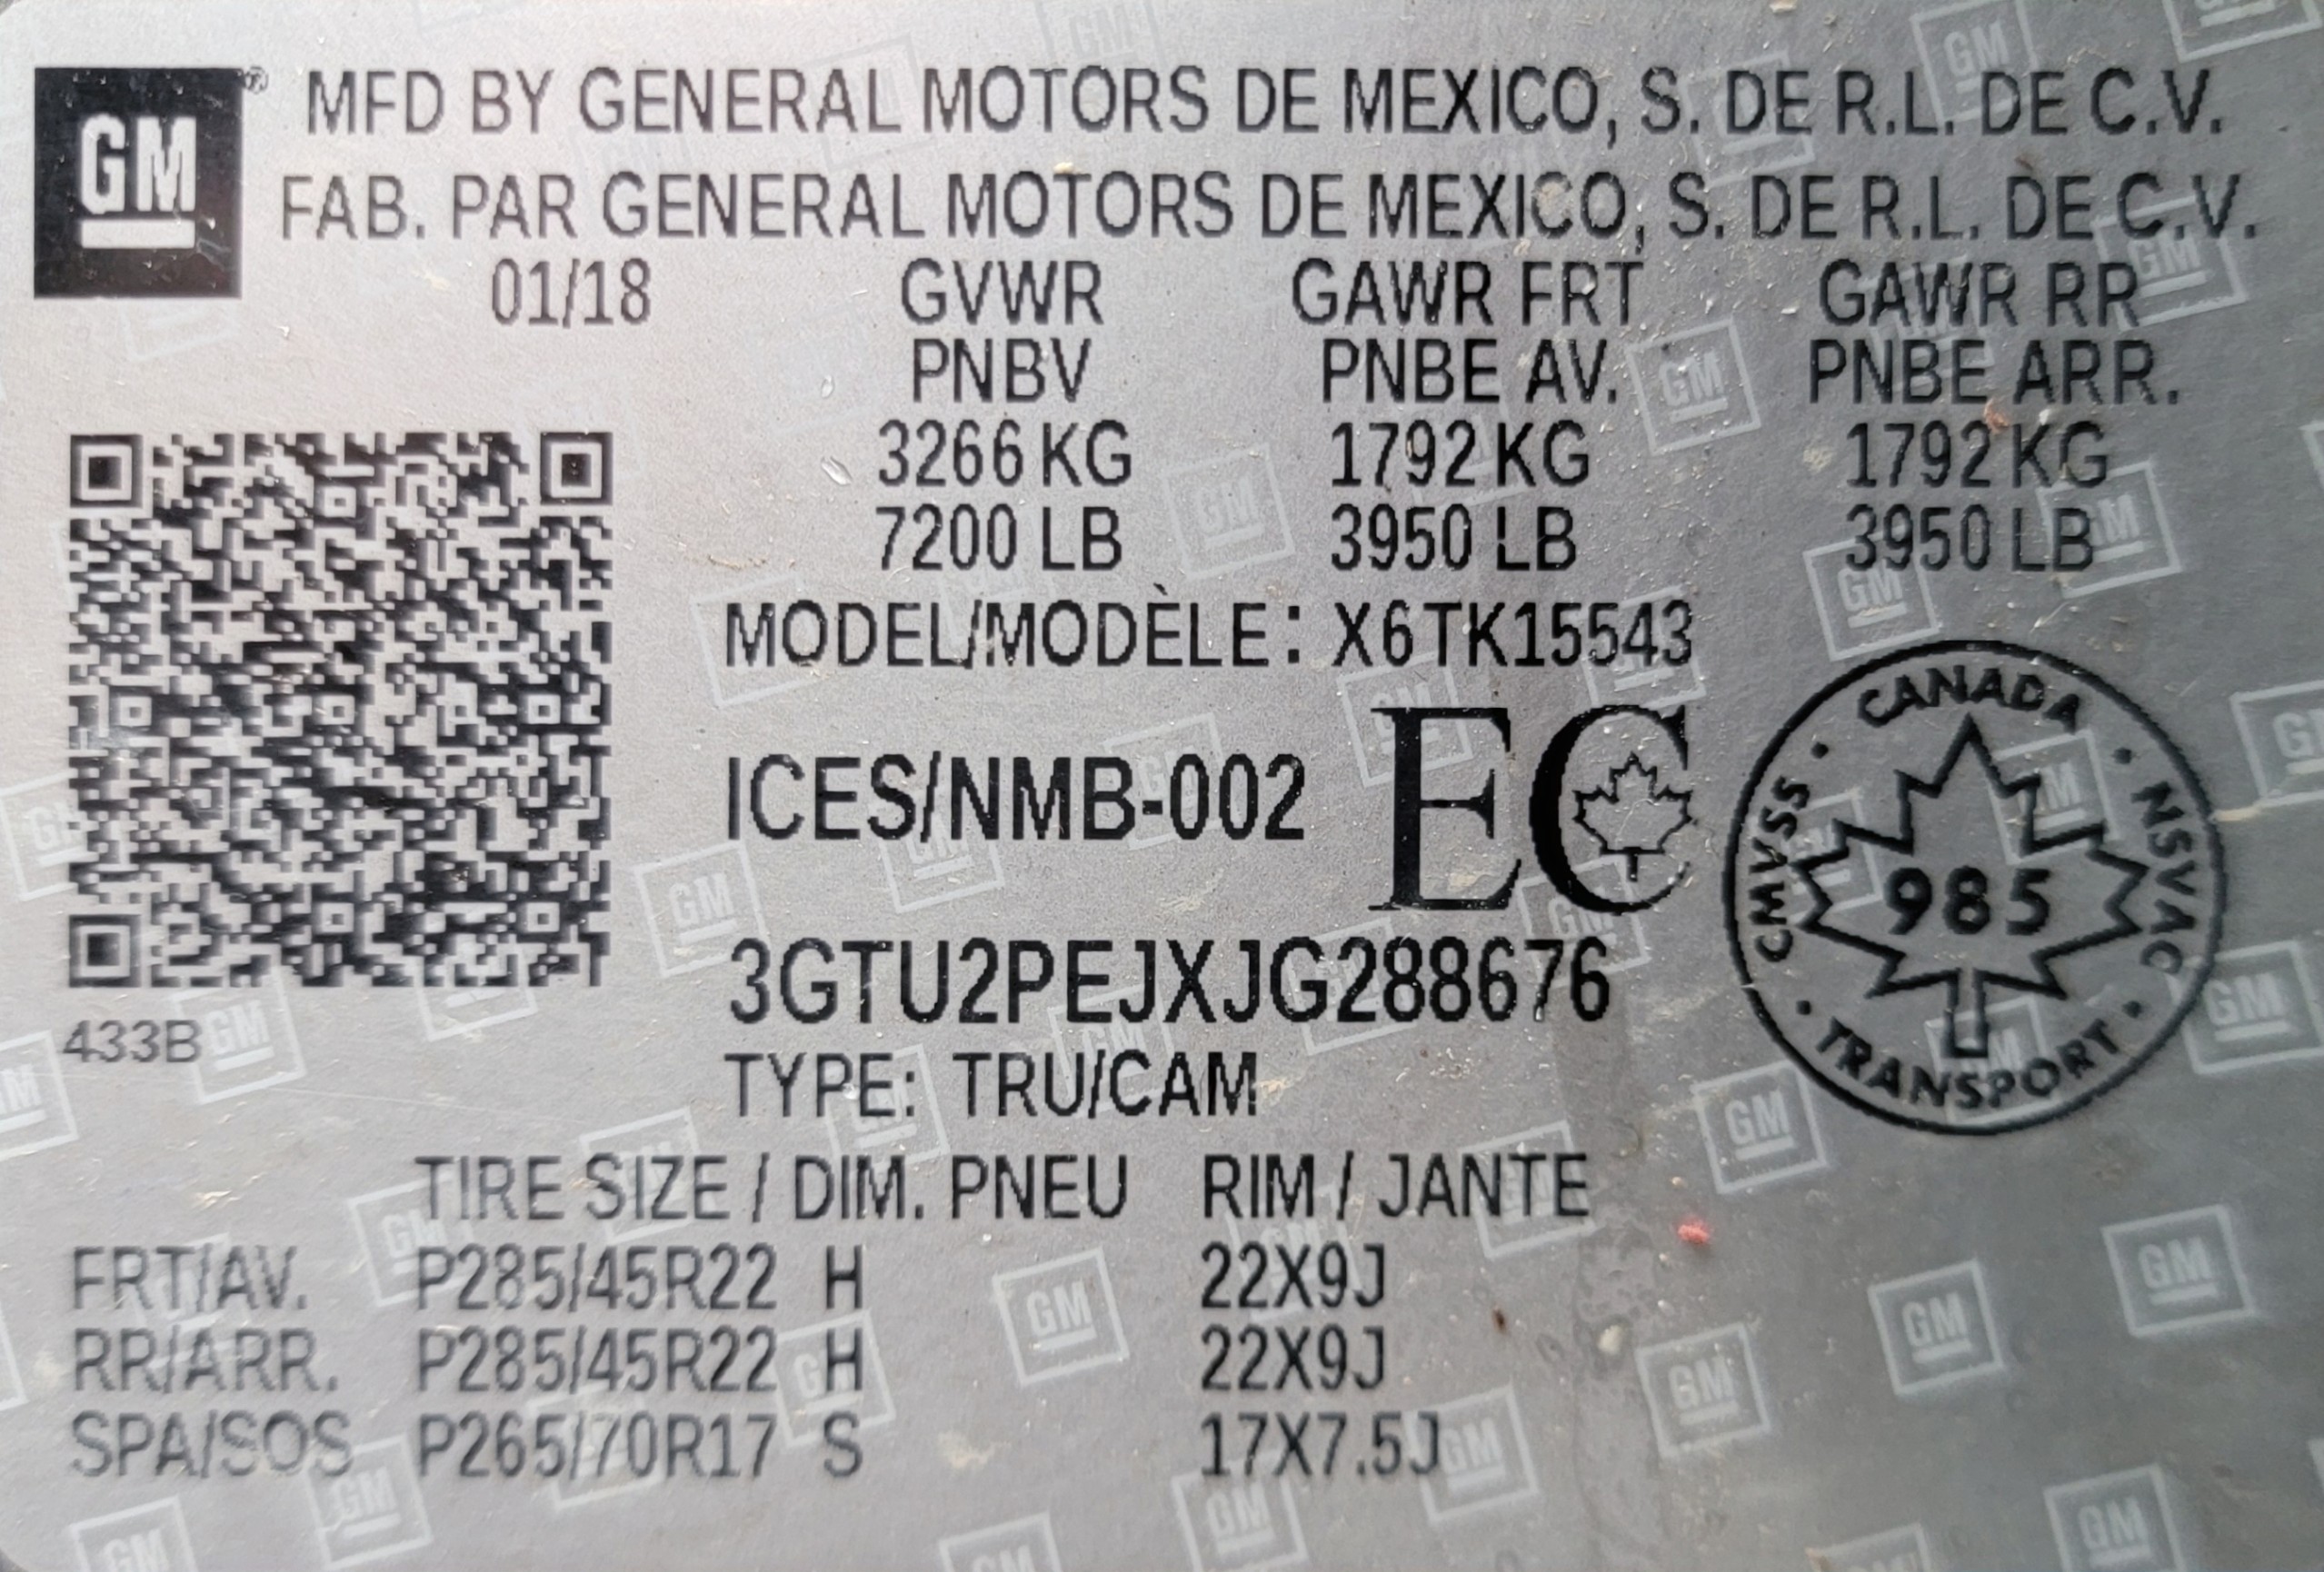 GM ® MFD BY GENERAL MOTORS DE MEXICO, S. DE R.L. DE C.V.
FAB. PAR GENERAL MOTORS DE MEXICO, S. DE R.L. DE C.V.
01/18 GVWR GAWR FRT GAWR RR
PNBV PNBE AV. PNBE ARR.
3266 KG 1792 KG 1792 KG
7200 LB 3950 LB 3950 LB
MODEL/MODÈLE: X6TK15543
ICES/NMB-002 EC
CANADA
CMVSS 985 NSVAC
TRANSPORT
3GTU2PEJXJG288676
433B
TYPE: TRU/CAM
TIRE SIZE / DIM. PNEU RIM / JANTE
FRT/AV. P285/45R22 H 22X9J
RR/ARR. P285/45R22 H 22X9J
SPA/SOS P265/70R17 S 17X7.5J